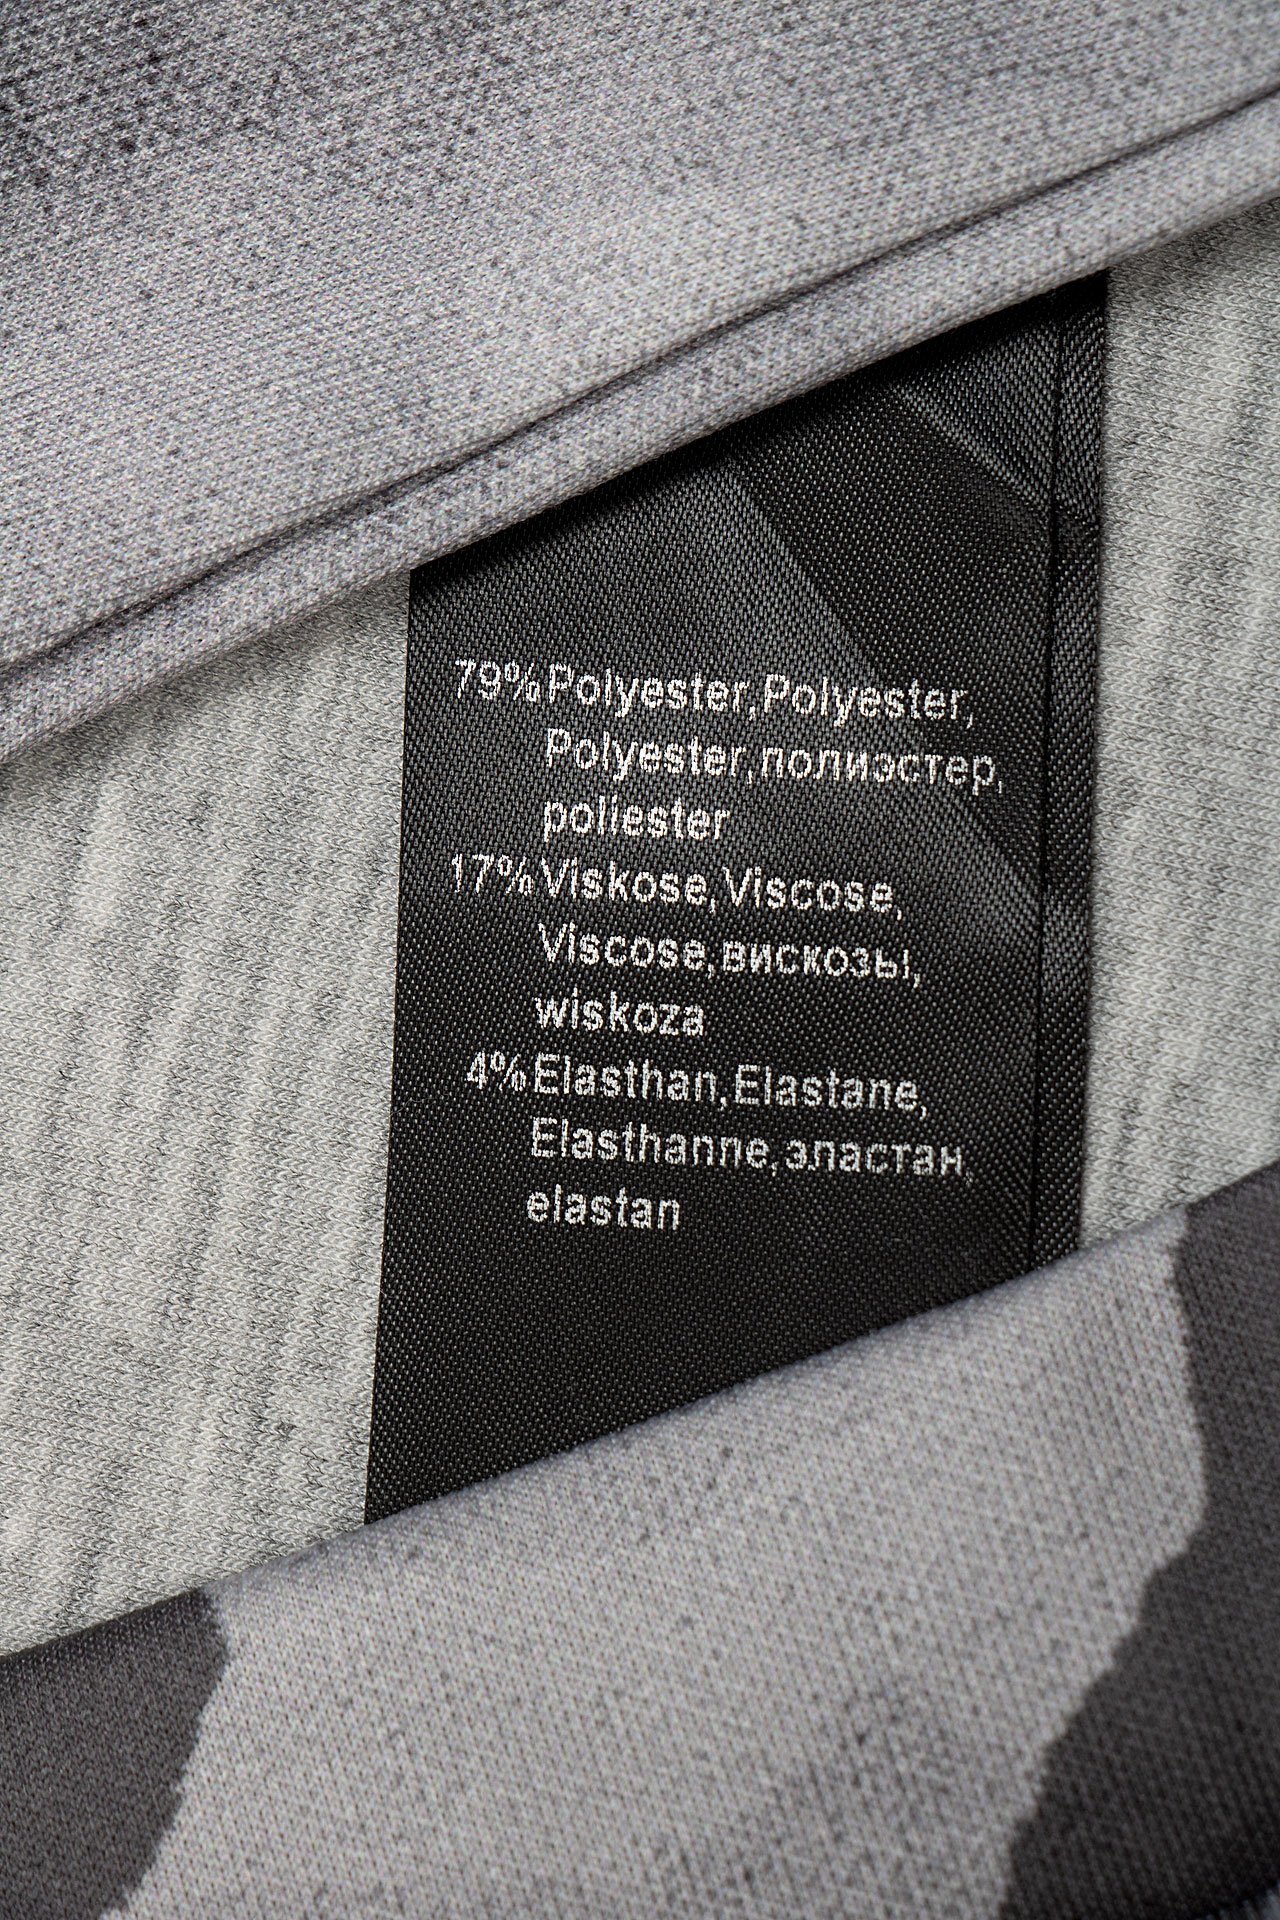 79% Polyester, Polyester,
Polyester, полиэстер,
poliester
17% Viskose, Viscose,
Viscose, вискозы,
wiskoza
4% Elasthan, Elastane,
Elasthanne, эластан,
elastan